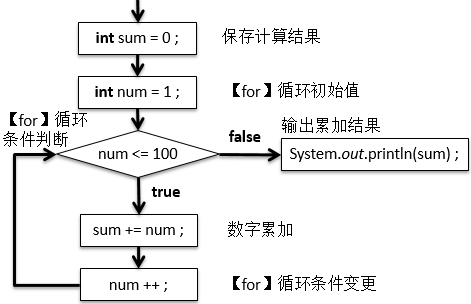 int sum = 0 ;
保存计算结果
int num = 1 ;
【for】循环初始值
【for】循环
条件判断
num <= 100
false
输出累加结果
System.out.println(sum) ;
true
sum += num ;
数字累加
num ++ ;
【for】循环条件变更